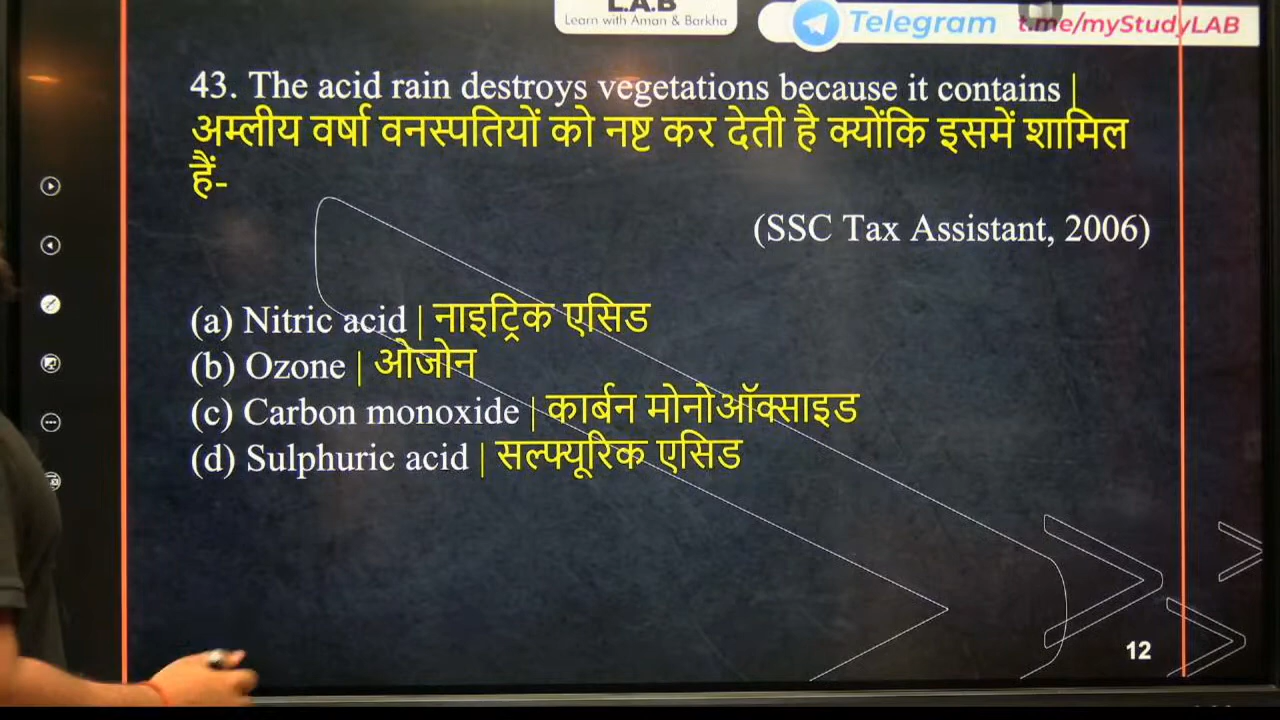 L.A.B
Learn with Aman & Barkha
Telegram t.me/myStudyLAB
43. The acid rain destroys vegetations because it contains |
अम्लीय वर्षा वनस्पतियों को नष्ट कर देती है क्योंकि इसमें शामिल
हैं-
(SSC Tax Assistant, 2006)
(a) Nitric acid | नाइट्रिक एसिड
(b) Ozone | ओजोन
(c) Carbon monoxide | कार्बन मोनोऑक्साइड
(d) Sulphuric acid | सल्फ्यूरिक एसिड
12